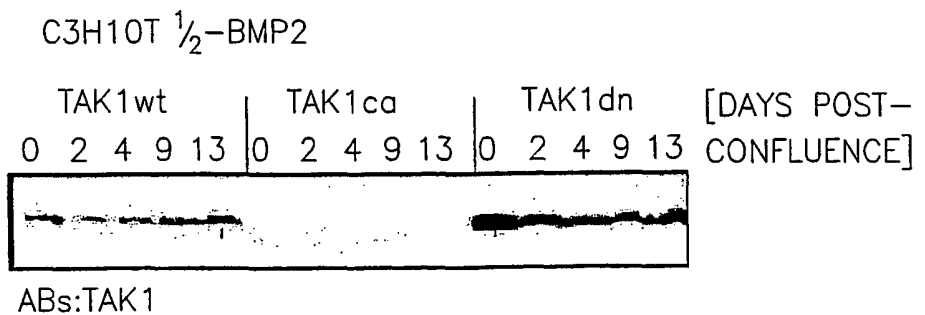 C3H10T ½-BMP2
TAK1wt TAK1ca TAK1dn [DAYS POST-
0 2 4 9 13 0 2 4 9 13 0 2 4 9 13 CONFLUENCE]
ABs:TAK1